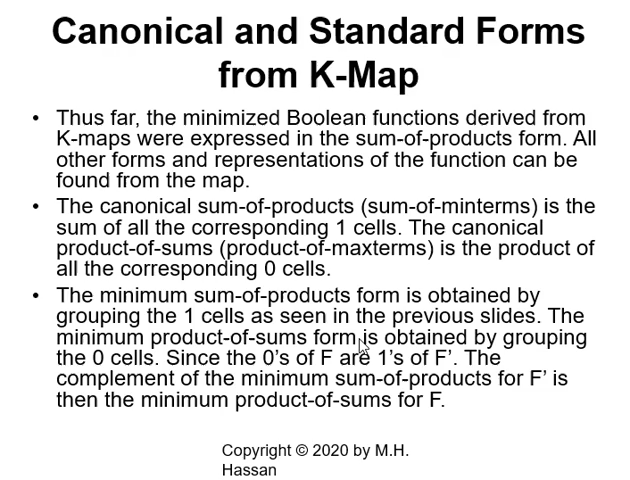 Canonical and Standard Forms
from K-Map
• Thus far, the minimized Boolean functions derived from
K-maps were expressed in the sum-of-products form. All
other forms and representations of the function can be
found from the map.
• The canonical sum-of-products (sum-of-minterms) is the
sum of all the corresponding 1 cells. The canonical
product-of-sums (product-of-maxterms) is the product of
all the corresponding 0 cells.
• The minimum sum-of-products form is obtained by
grouping the 1 cells as seen in the previous slides. The
minimum product-of-sums form is obtained by grouping
the 0 cells. Since the 0’s of F are 1’s of F’. The
complement of the minimum sum-of-products for F’ is
then the minimum product-of-sums for F.
Copyright © 2020 by M.H.
Hassan